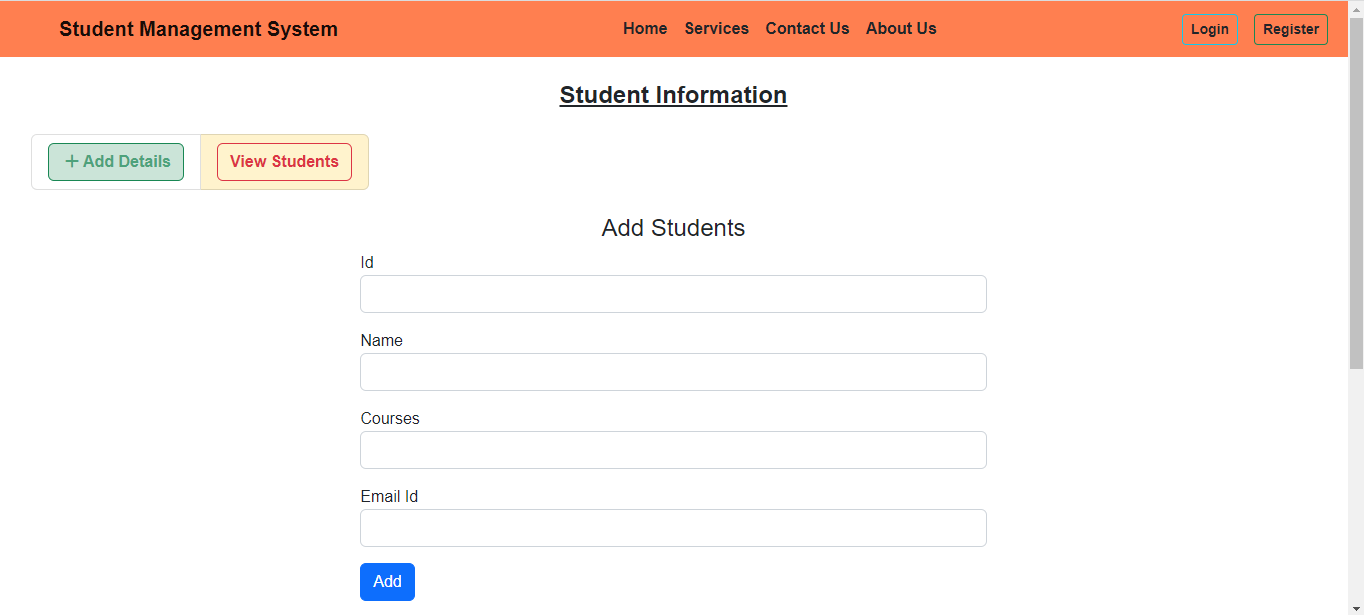 Student Management System Home Services Contact Us About Us Login Register
Student Information
+ Add Details View Students
Add Students
Id
Name
Courses
Email Id
Add